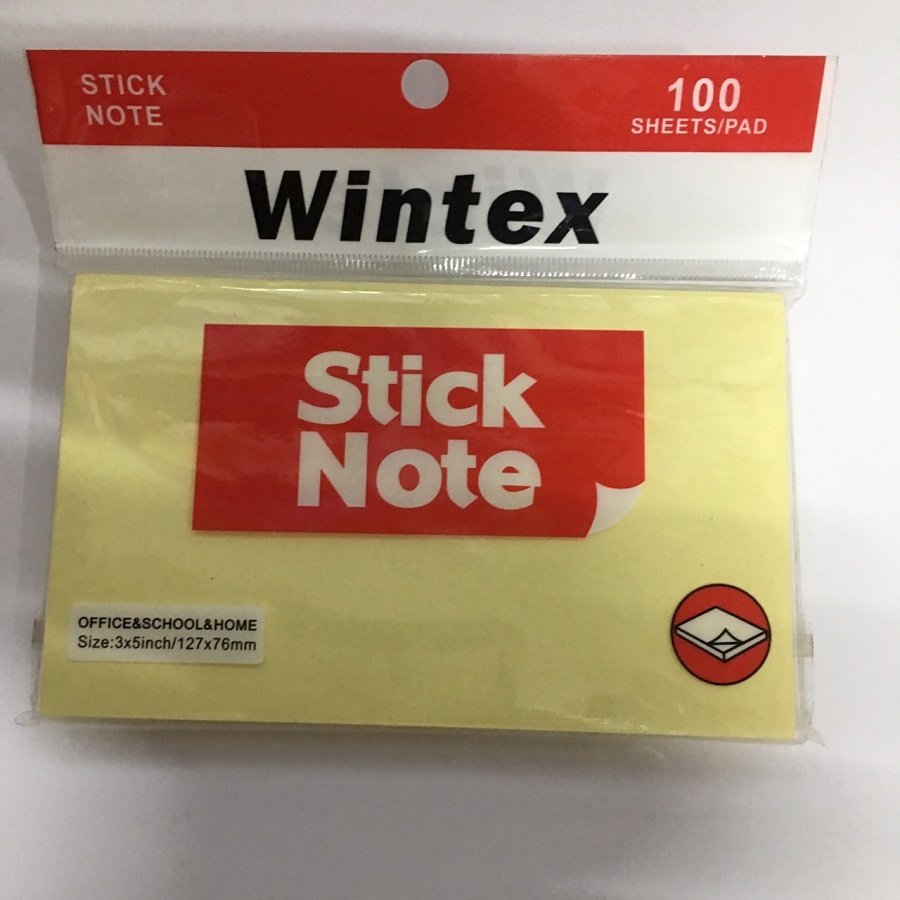 STICK
NOTE
100
SHEETS/PAD
Wintex
Stick
Note
OFFICE&SCHOOL&HOME
Size:3x5inch/127x76mm